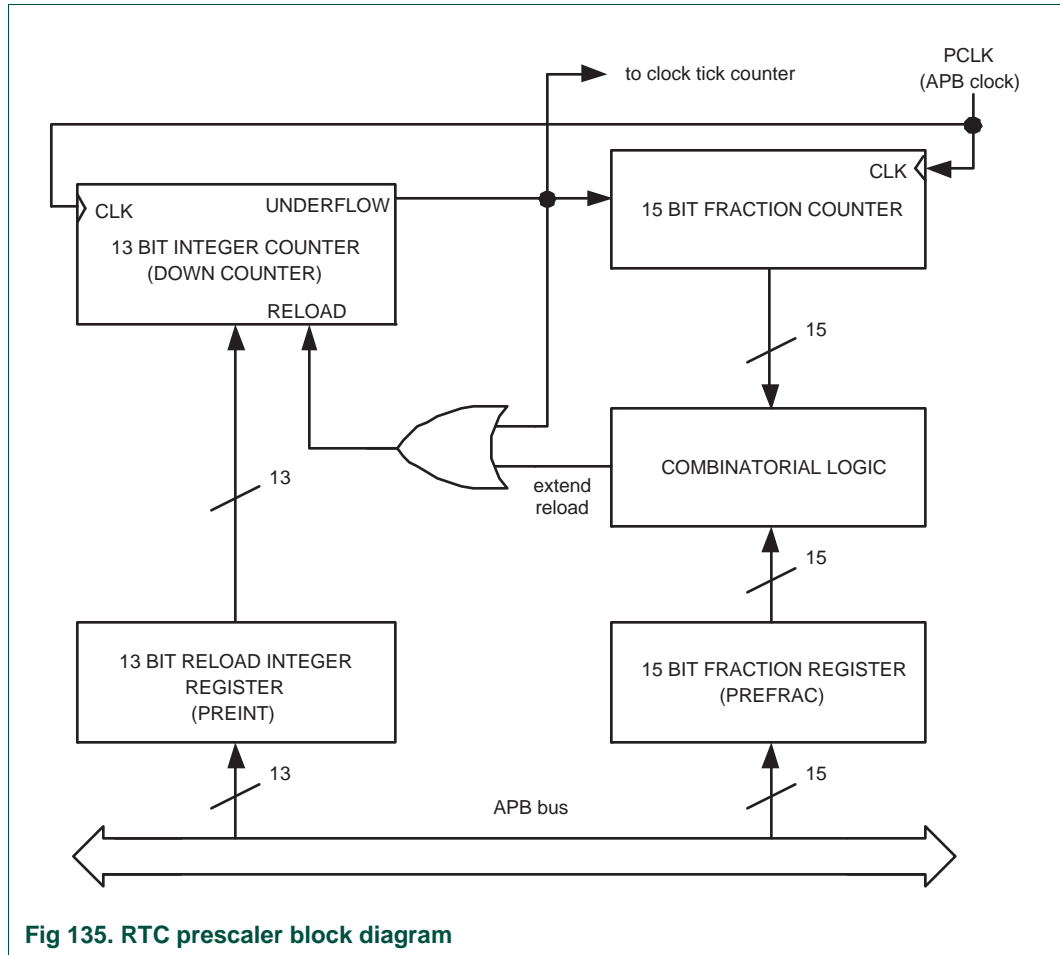 PCLK
(APB clock)
to clock tick counter
CLK
UNDERFLOW
13 BIT INTEGER COUNTER
(DOWN COUNTER)
RELOAD
CLK
15 BIT FRACTION COUNTER
15
COMBINATORIAL LOGIC
extend
reload
13
15
13 BIT RELOAD INTEGER
REGISTER
(PREINT)
15 BIT FRACTION REGISTER
(PREFRAC)
13
15
APB bus
Fig 135. RTC prescaler block diagram